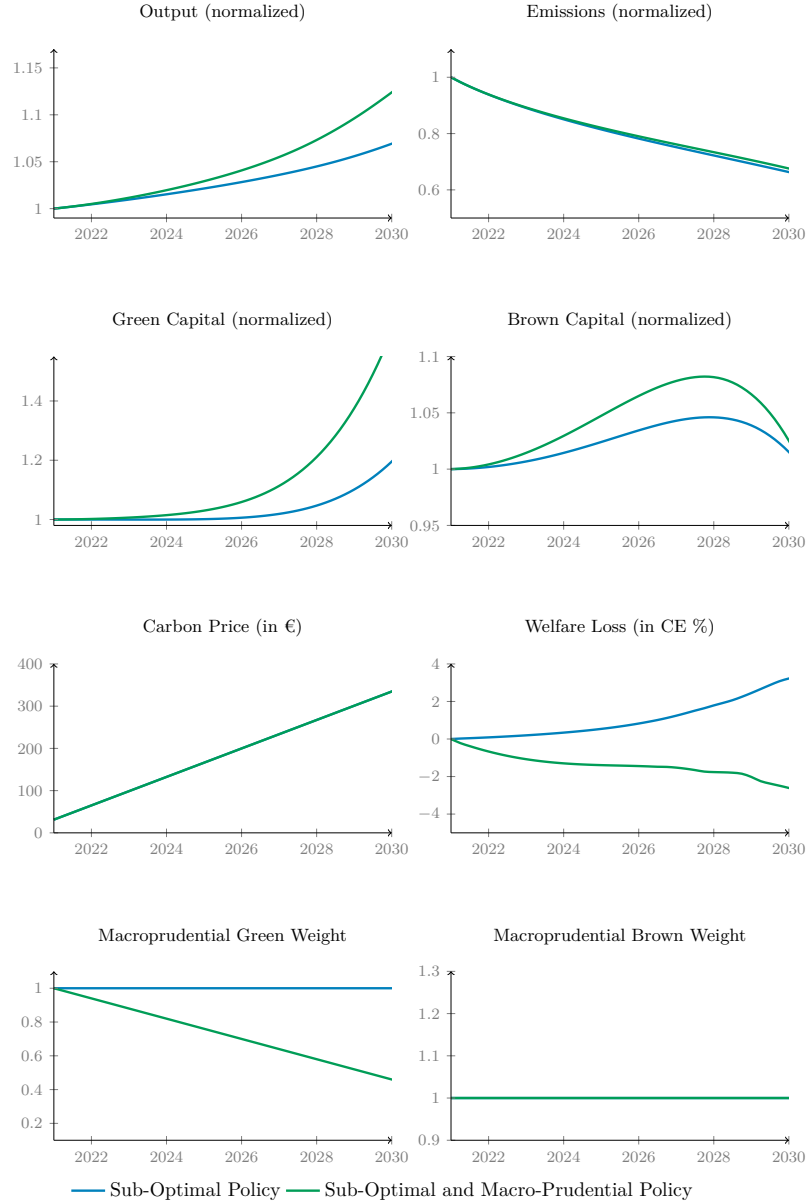 Output (normalized)
Emissions (normalized)
1.15
1.1
1.05
1
2022 2024 2026 2028 2030
1
0.8
0.6
2022 2024 2026 2028 2030
Green Capital (normalized)
Brown Capital (normalized)
1.4
1.2
1
2022 2024 2026 2028 2030
1.1
1.05
1
0.95
2022 2024 2026 2028 2030
Carbon Price (in €)
Welfare Loss (in CE %)
400
300
200
100
0
2022 2024 2026 2028 2030
4
2
0
−2
−4
2022 2024 2026 2028 2030
Macroprudential Green Weight
Macroprudential Brown Weight
1
0.8
0.6
0.4
0.2
2022 2024 2026 2028 2030
1.3
1.2
1.1
1
0.9
2022 2024 2026 2028 2030
Sub-Optimal Policy Sub-Optimal and Macro-Prudential Policy